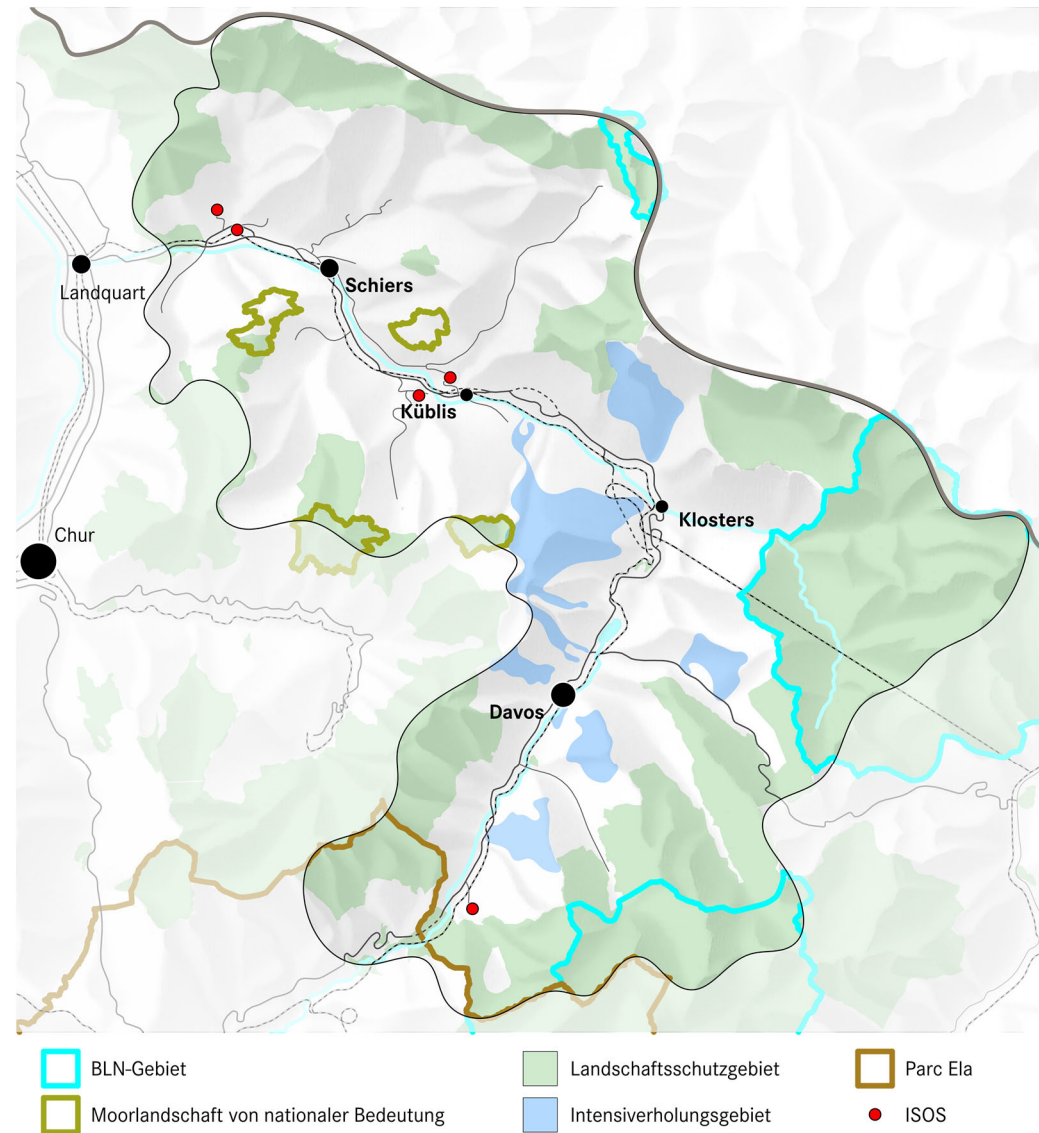 Landquart
Schiers
Küblis
Klosters
Chur
Davos
BLN-Gebiet
Landschaftsschutzgebiet
Parc Ela
Moorlandschaft von nationaler Bedeutung
Intensiverholungsgebiet
ISOS